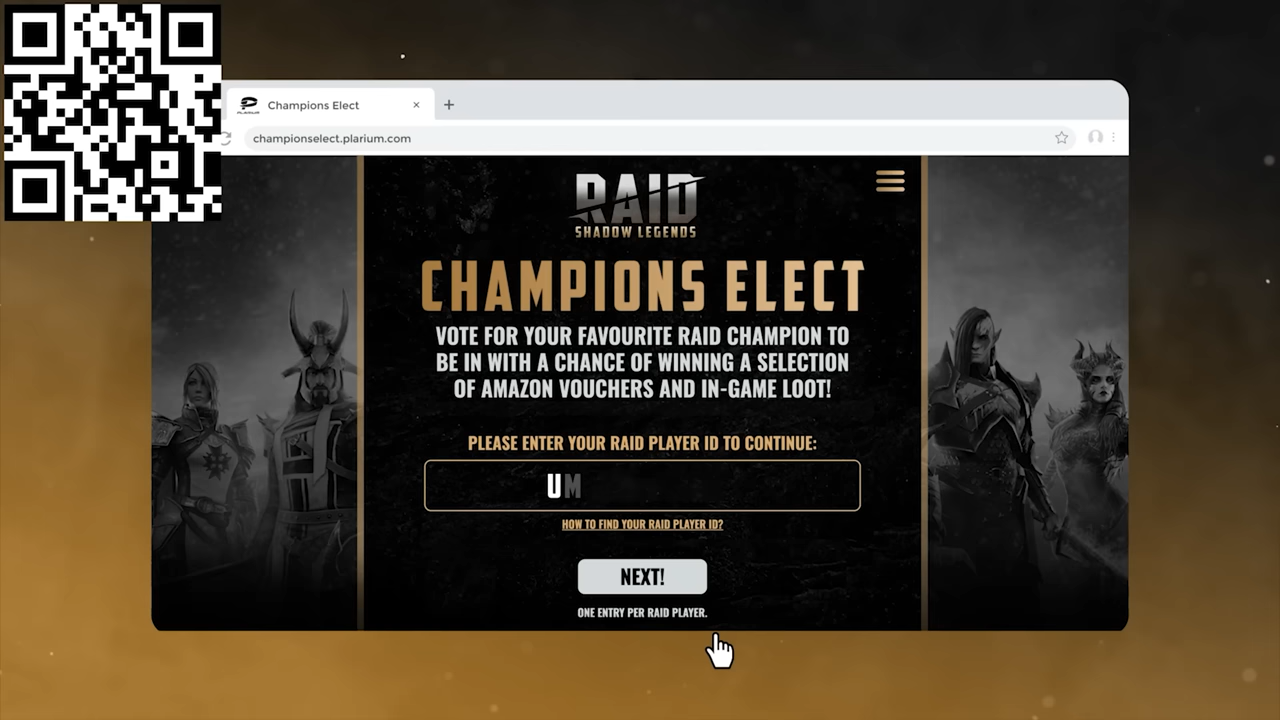 Champions Elect
championselect.plarium.com
RAID
SHADOW LEGENDS
CHAMPIONS ELECT
VOTE FOR YOUR FAVOURITE RAID CHAMPION TO
BE IN WITH A CHANCE OF WINNING A SELECTION
OF AMAZON VOUCHERS AND IN-GAME LOOT!
PLEASE ENTER YOUR RAID PLAYER ID TO CONTINUE:
UM
HOW TO FIND YOUR RAID PLAYER ID?
NEXT!
ONE ENTRY PER RAID PLAYER.